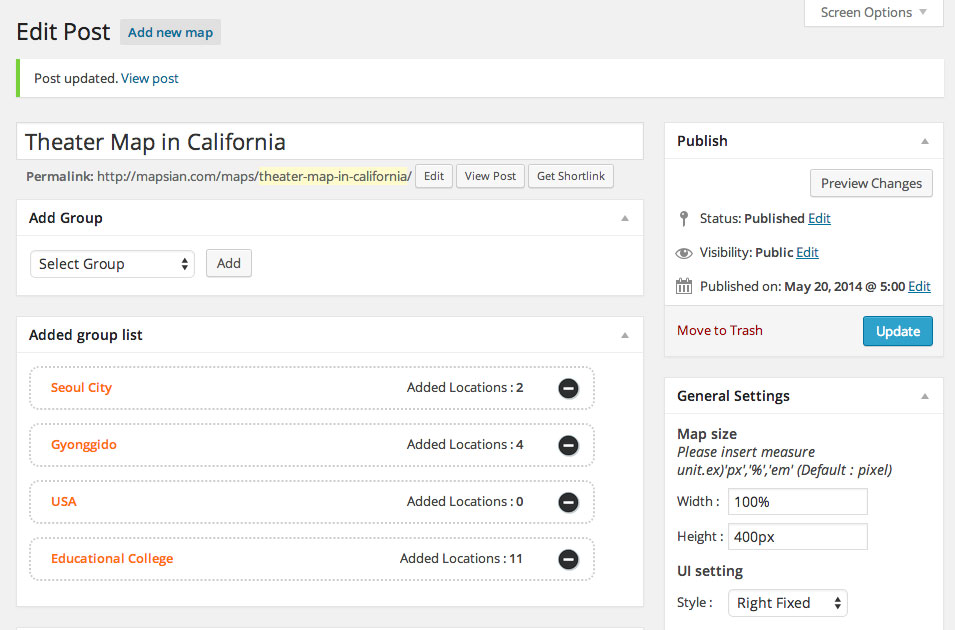 Screen Options
Edit Post Add new map
Post updated. View post
Theater Map in California
Permalink: http://mapsian.com/maps/theater-map-in-california/ Edit View Post Get Shortlink
Add Group
Select Group Add
Added group list
Seoul City Added Locations : 2
Gyonggido Added Locations : 4
USA Added Locations : 0
Educational College Added Locations : 11
Publish
Preview Changes
Status: Published Edit
Visibility: Public Edit
Published on: May 20, 2014 @ 5:00 Edit
Move to Trash Update
General Settings
Map size
Please insert measure
unit.ex)'px','%','em' (Default : pixel)
Width : 100%
Height : 400px
UI setting
Style : Right Fixed